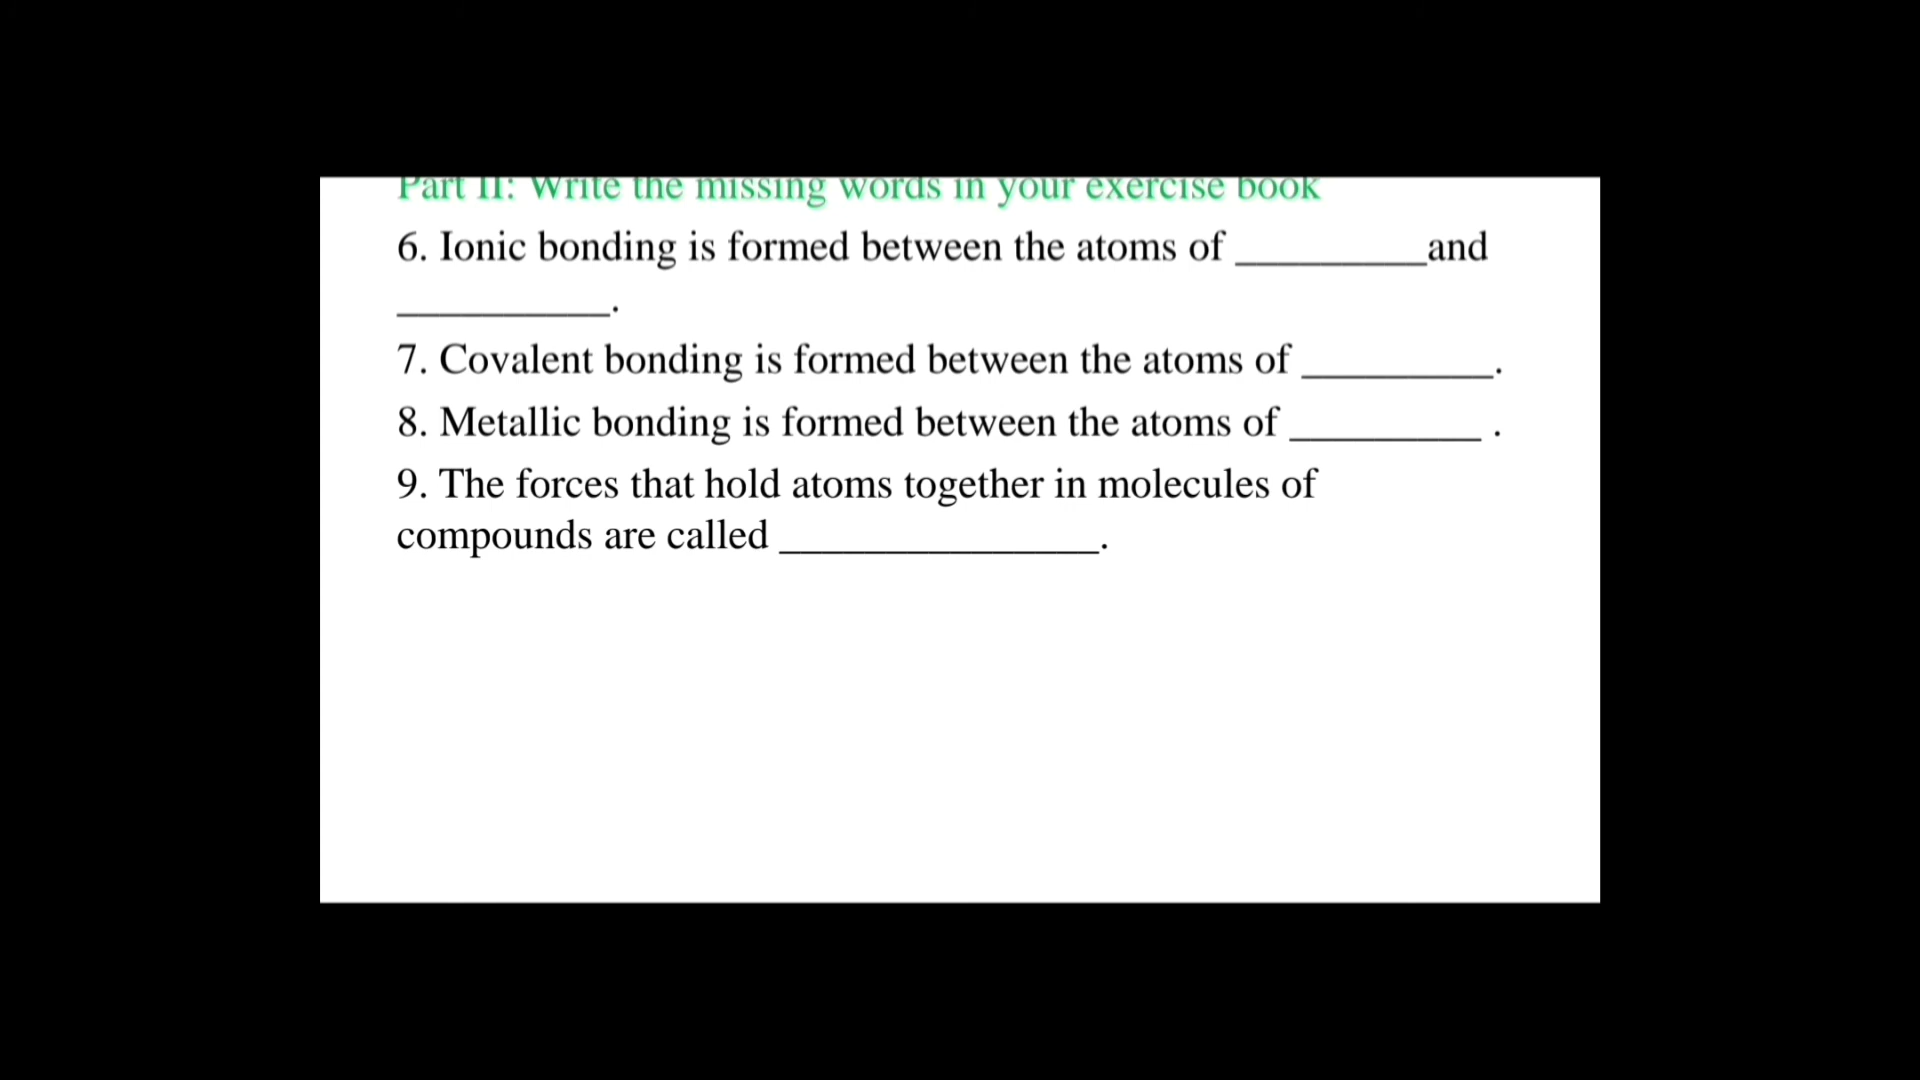 Part II: Write the missing words in your exercise book
6. Ionic bonding is formed between the atoms of _________and
__________.
7. Covalent bonding is formed between the atoms of _________.
8. Metallic bonding is formed between the atoms of _________ .
9. The forces that hold atoms together in molecules of
compounds are called _______________.